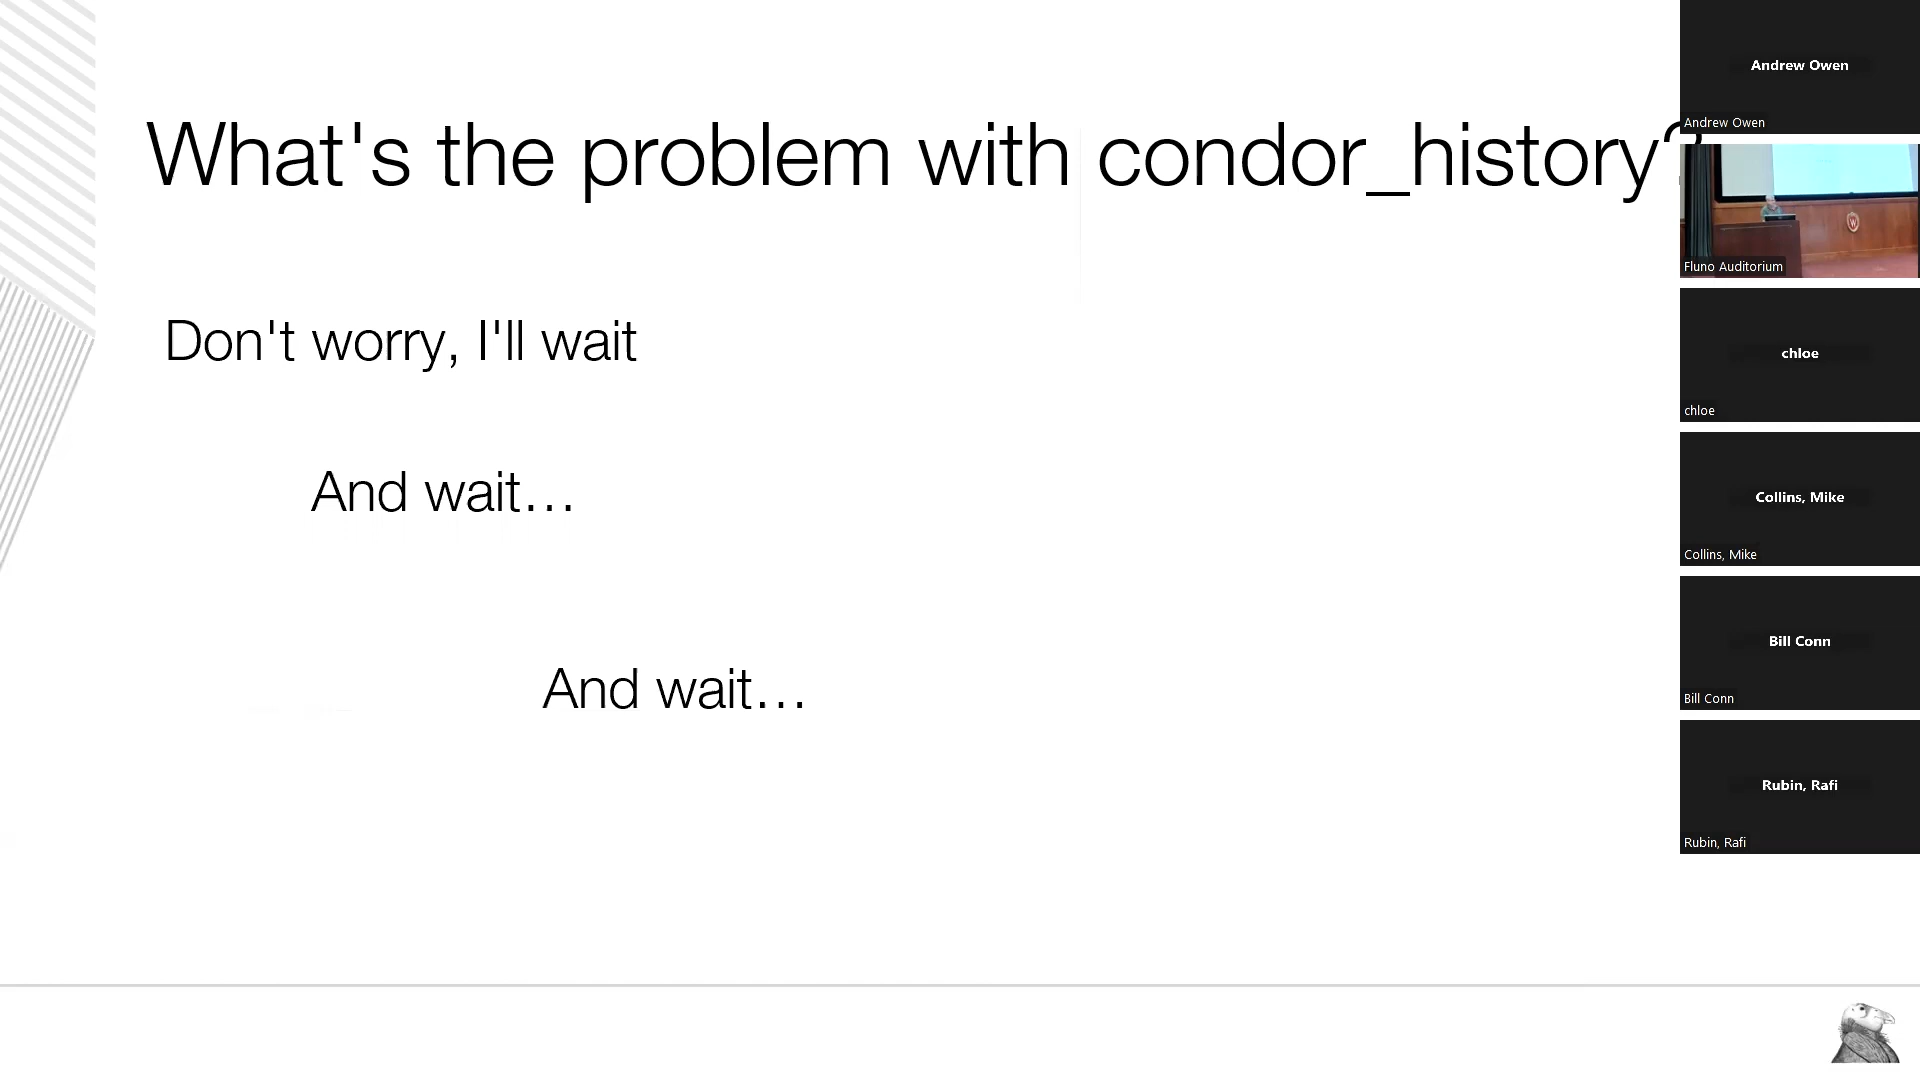 What's the problem with condor_history?
Don't worry, I'll wait
And wait...
And wait...
Andrew Owen
Andrew Owen
Fluno Auditorium
chloe
chloe
Collins, Mike
Collins, Mike
Bill Conn
Bill Conn
Rubin, Rafi
Rubin, Rafi
W